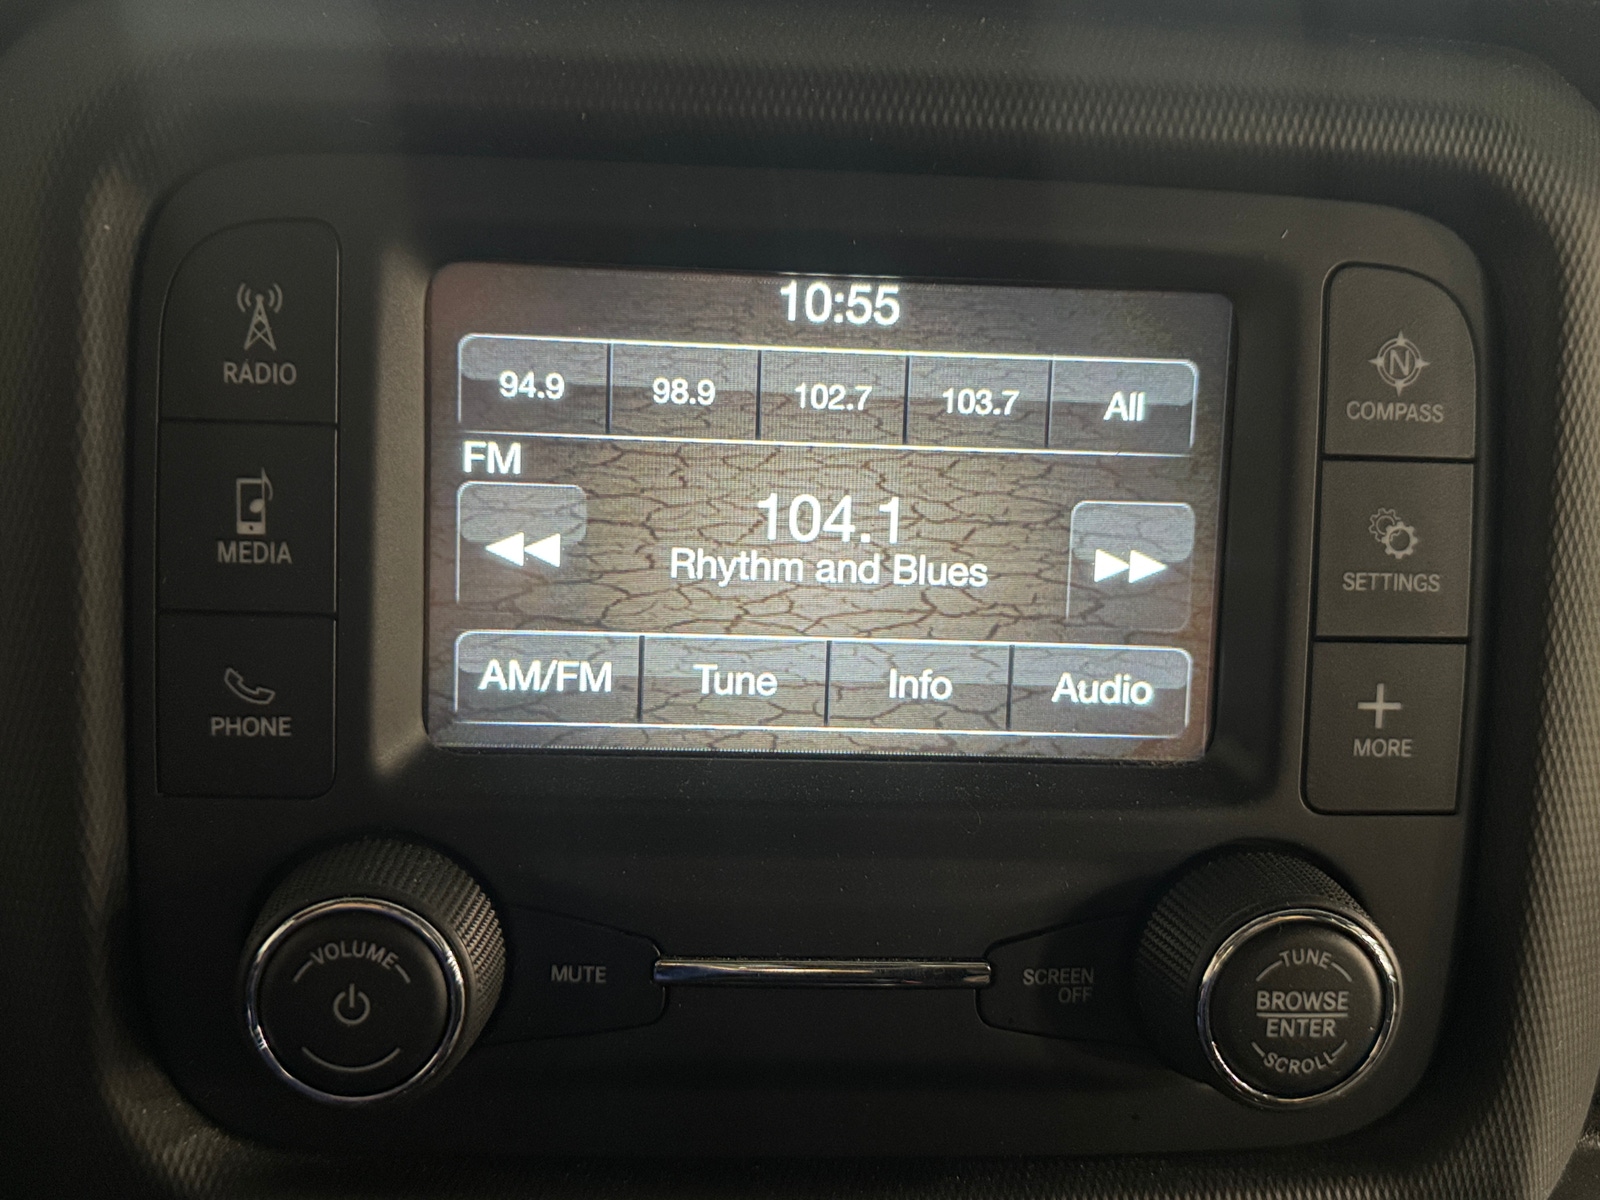 10:55
94.9 98.9 102.7 103.7 All
FM
104.1
Rhythm and Blues
AM/FM Tune Info Audio
RADIO
MEDIA
PHONE
N
COMPASS
SETTINGS
MORE
VOLUME
MUTE
SCREEN
OFF
TUNE
BROWSE
ENTER
SCROLL